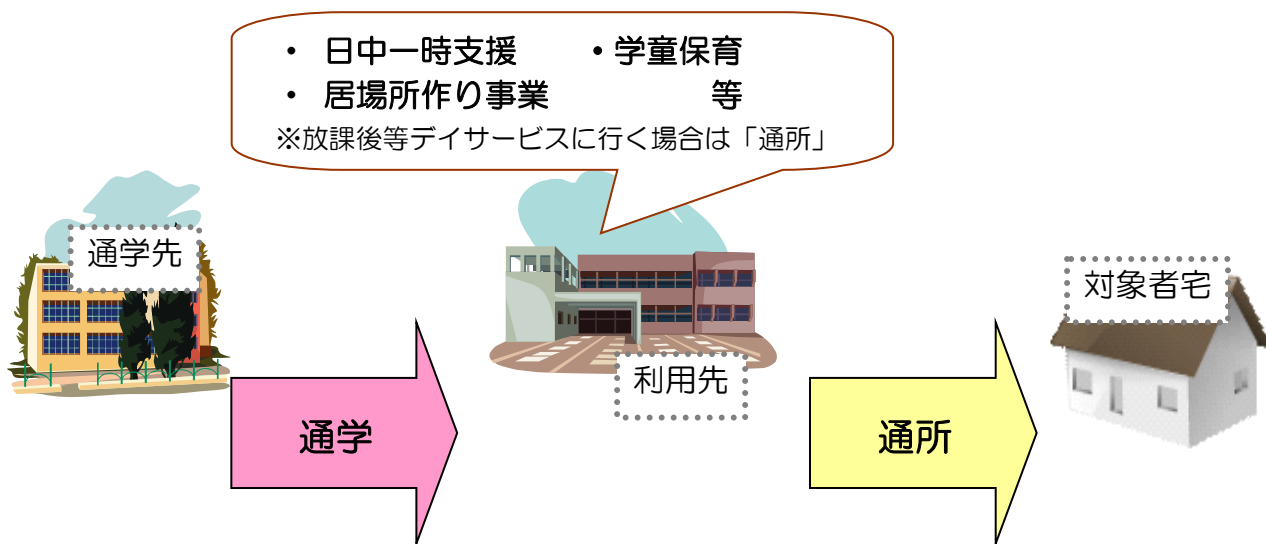 ・ 日中一時支援　　・学童保育
・ 居場所作り事業　　　　　等
※放課後等デイサービスに行く場合は「通所」
通学先
対象者宅
利用先
通学
通所